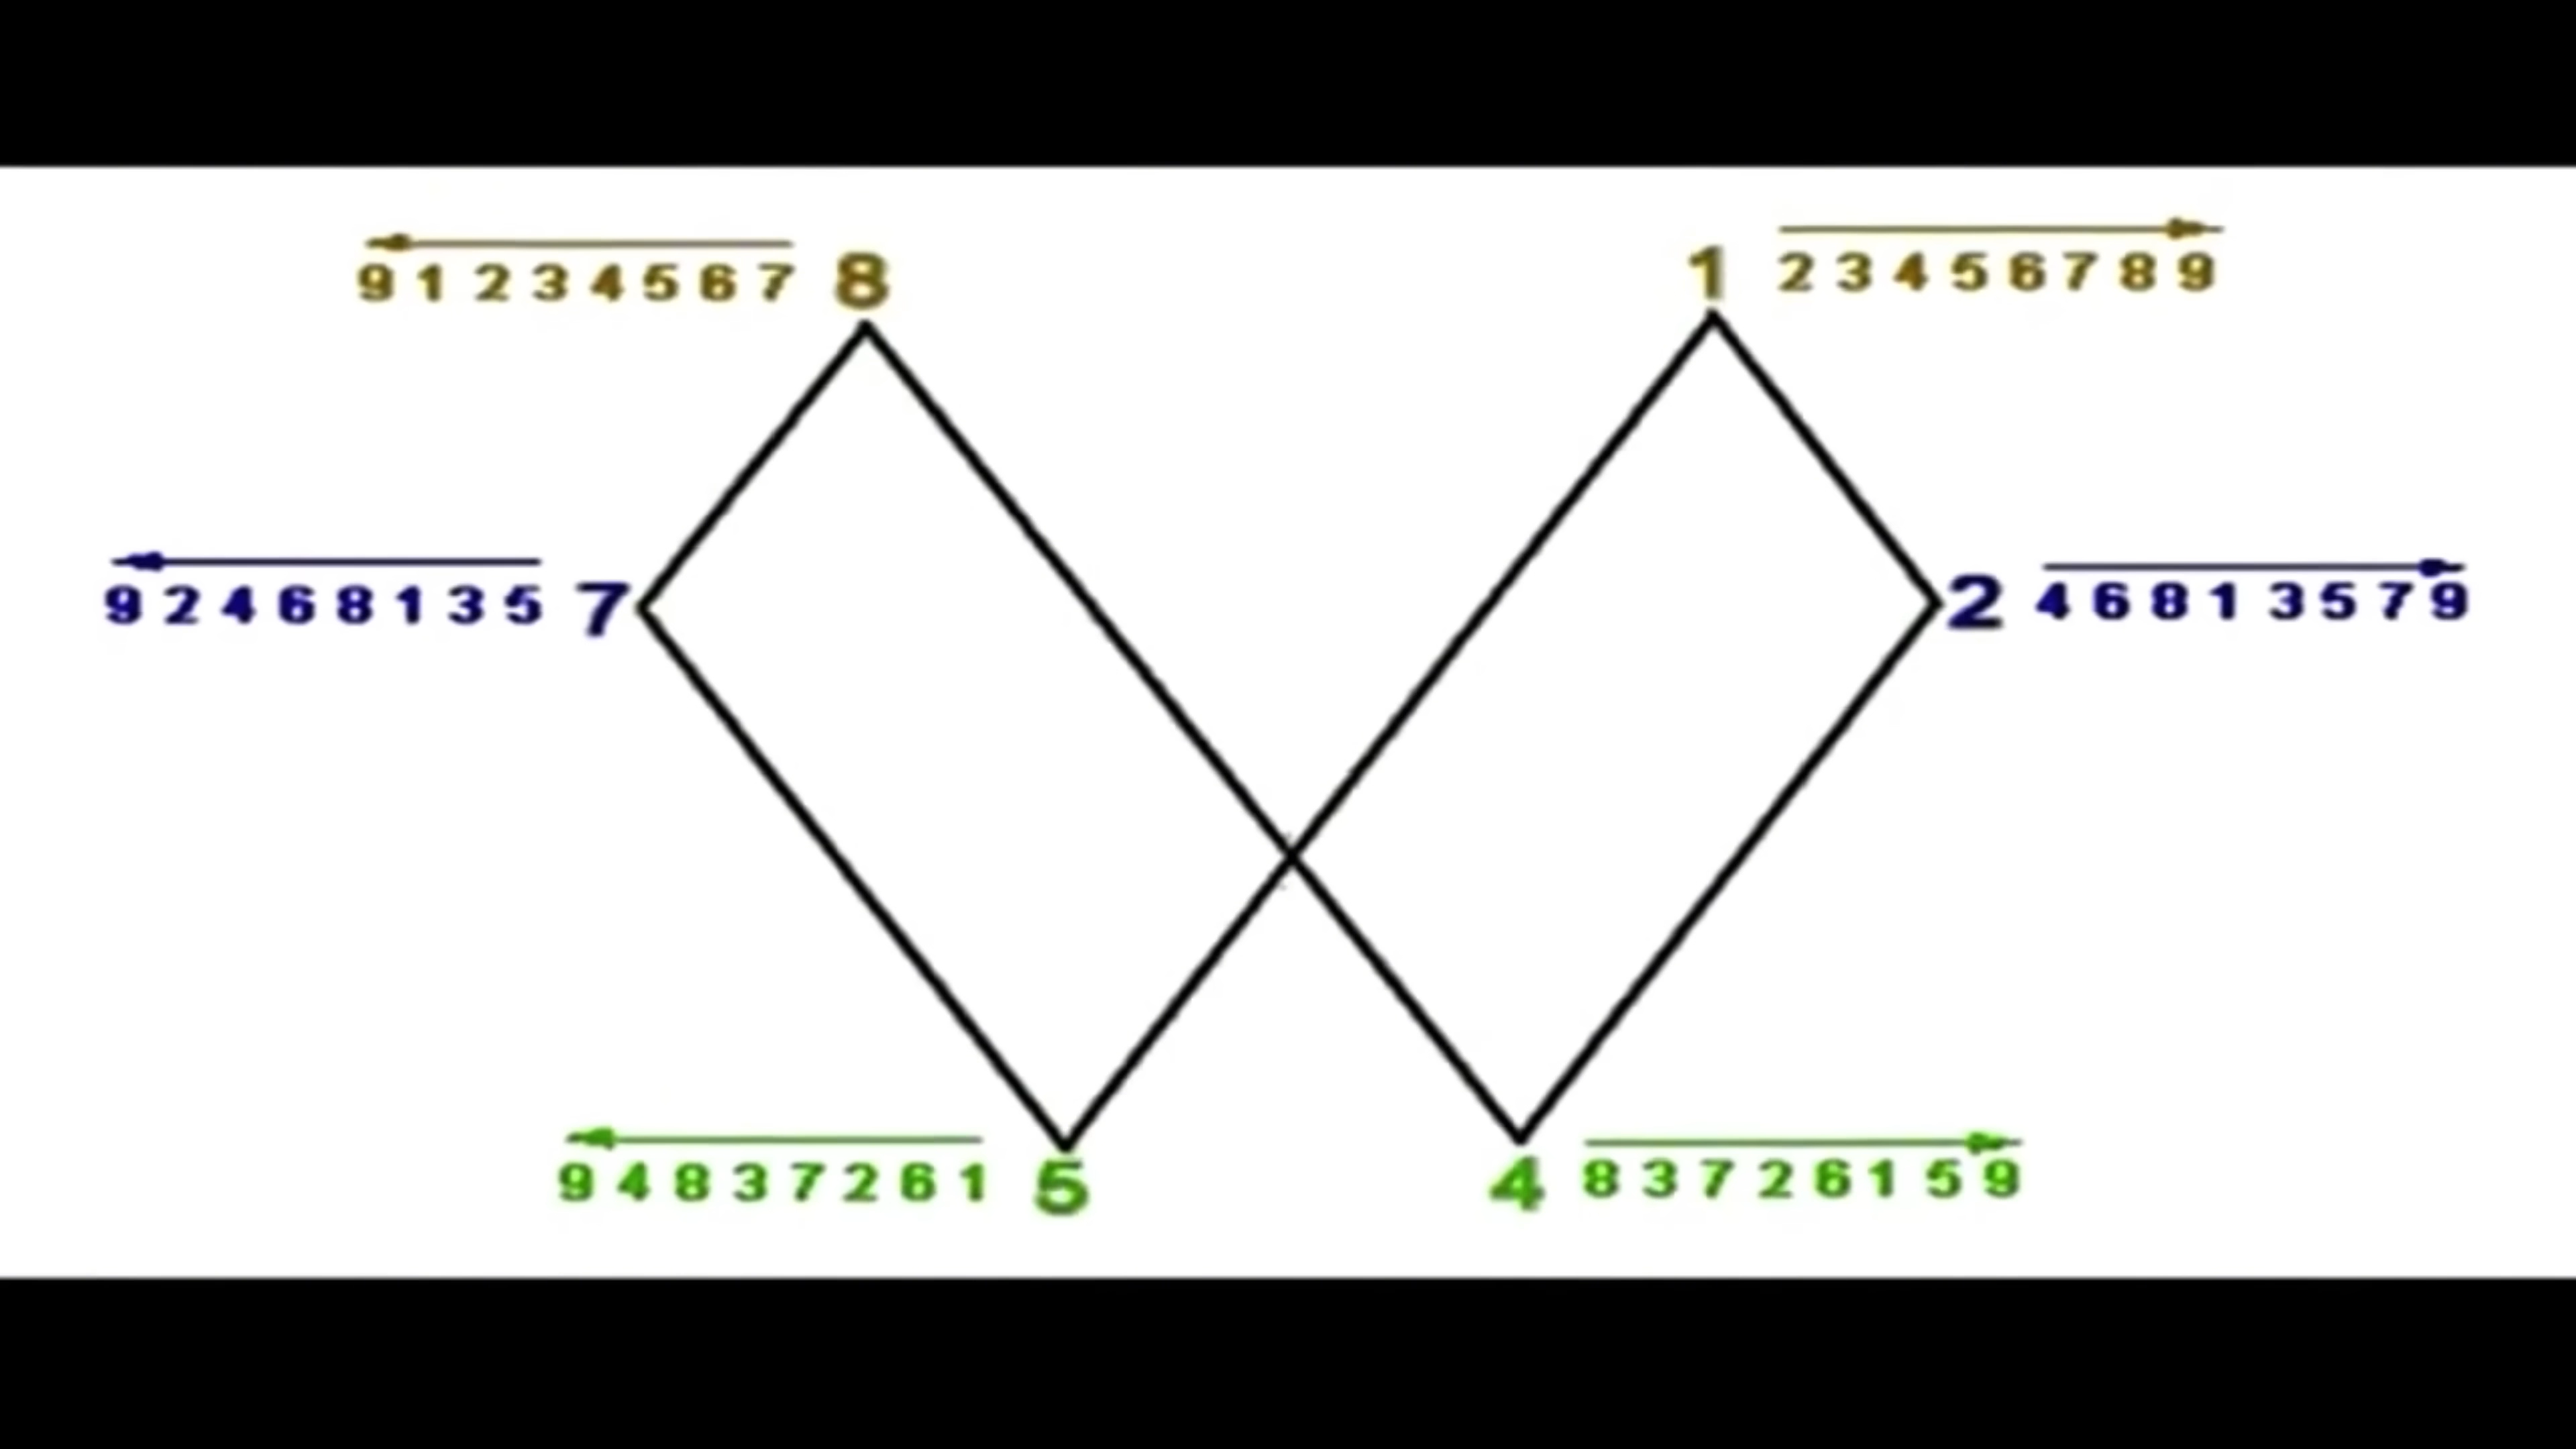 9 1 2 3 4 5 6 7 8
1 2 3 4 5 6 7 8 9
9 2 4 6 8 1 3 5 7
2 4 6 8 1 3 5 7 9
9 4 8 3 7 2 6 1 5
4 8 3 7 2 6 1 5 9